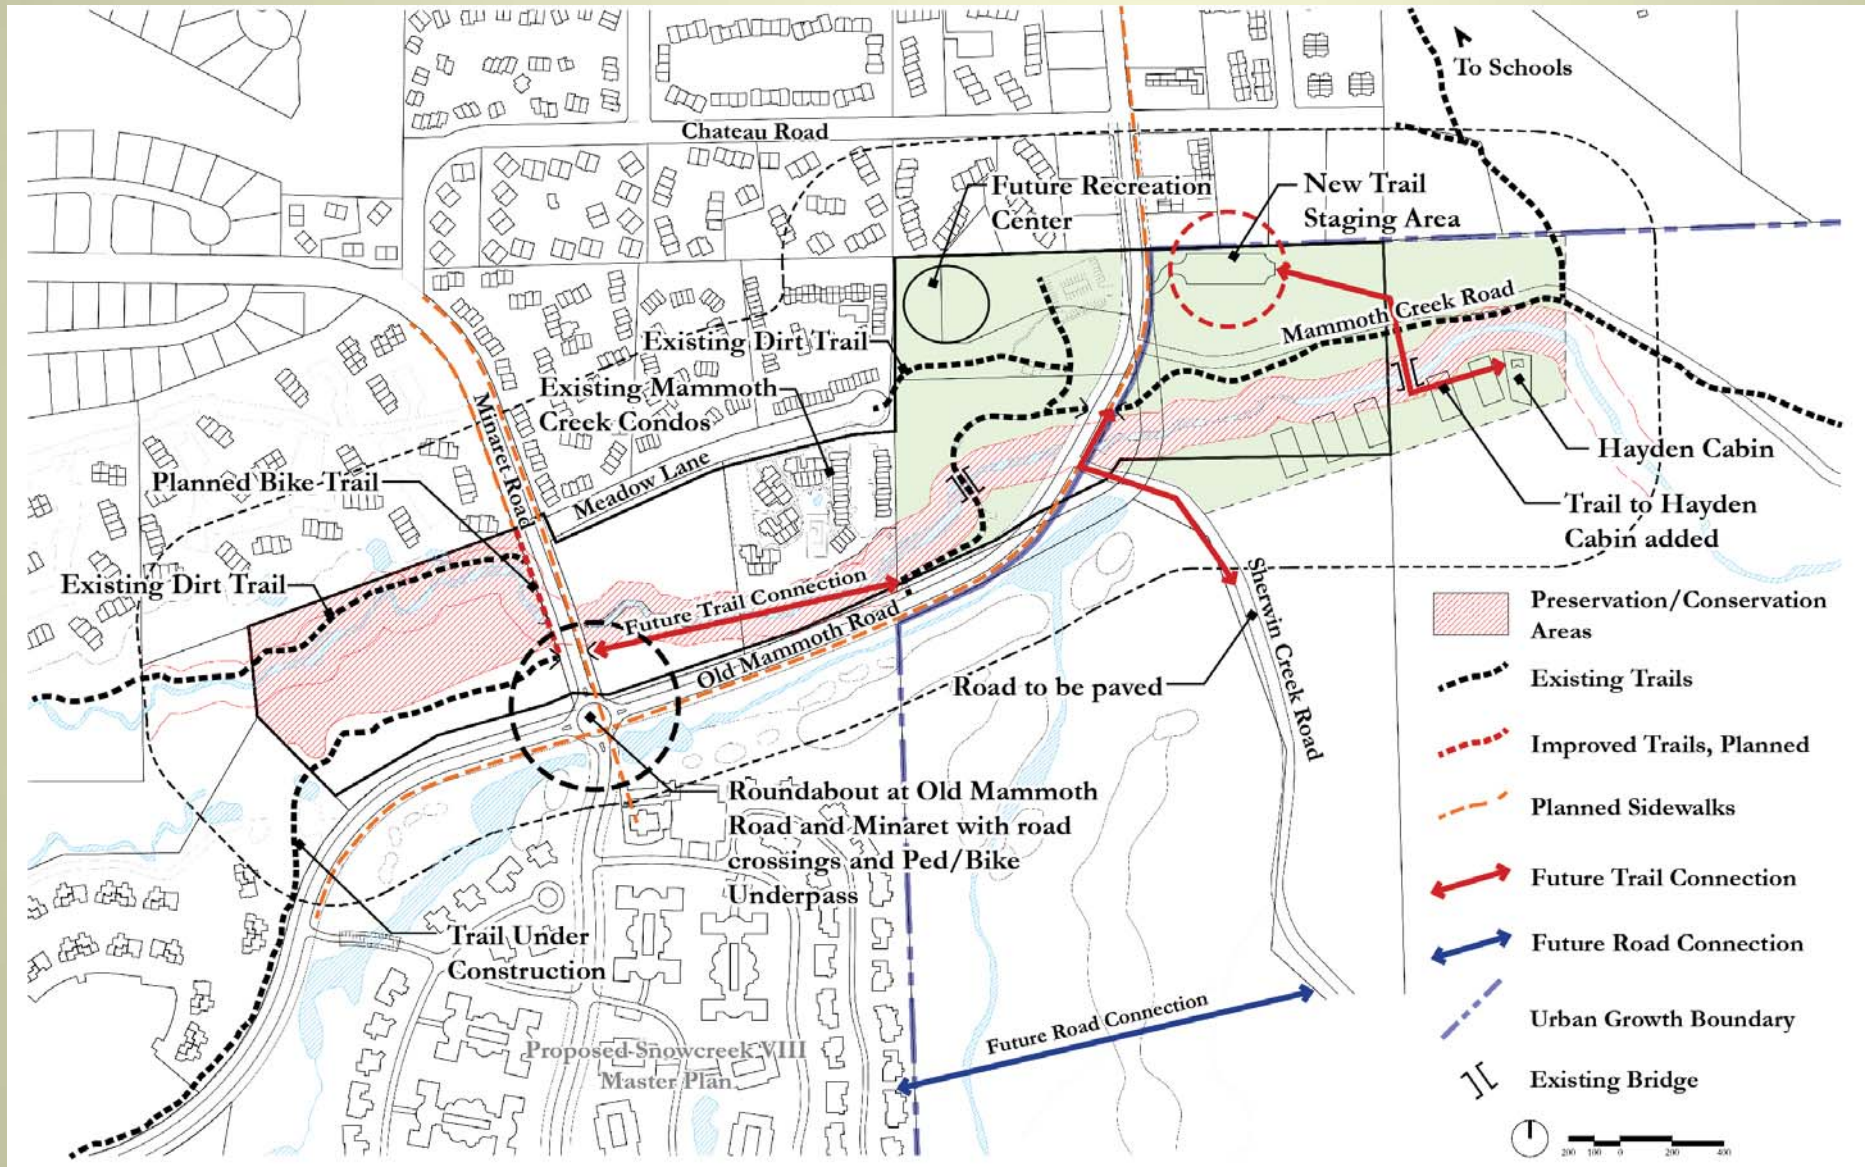 To Schools
Chateau Road
Future Recreation
Center
New Trail
Staging Area
Mammoth Creek Road
Existing Dirt Trail
Existing Mammoth
Creek Condos
Minaret Road
Meadow Lane
Planned Bike Trail
Hayden Cabin
Trail to Hayden
Cabin added
Existing Dirt Trail
Future Trail Connection
Old Mammoth Road
Sherwin Creek Road
Road to be paved
Roundabout at Old Mammoth
Road and Minaret with road
crossings and Ped/Bike
Underpass
Trail Under
Construction
Proposed Snowcreek VIII
Master Plan
Future Road Connection
Preservation/Conservation
Areas
Existing Trails
Improved Trails, Planned
Planned Sidewalks
Future Trail Connection
Future Road Connection
Urban Growth Boundary
Existing Bridge
200 100 0 200 400